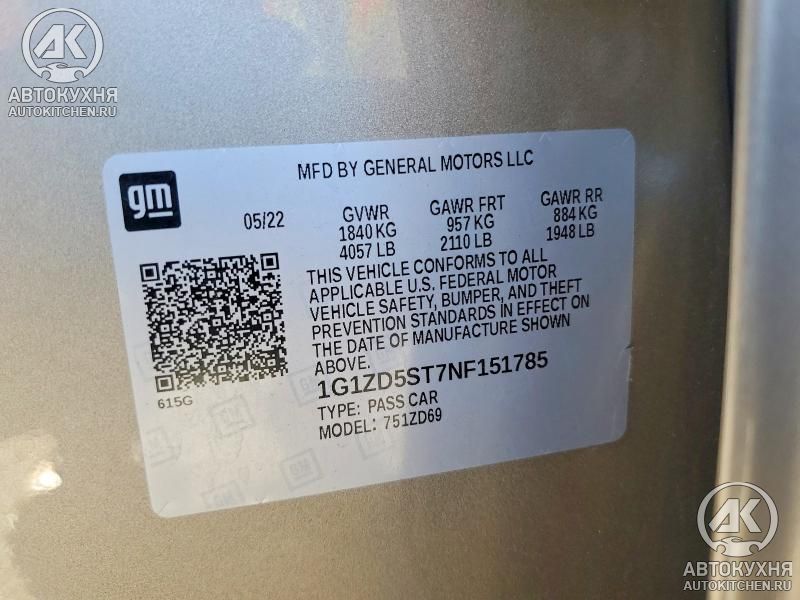 АК
АВТОКУХНЯ
AUTOKITCHEN.RU
MFD BY GENERAL MOTORS LLC
gm
05/22
GVWR GAWR FRT GAWR RR
1840 KG 957 KG 884 KG
4057 LB 2110 LB 1948 LB
THIS VEHICLE CONFORMS TO ALL
APPLICABLE U.S. FEDERAL MOTOR
VEHICLE SAFETY, BUMPER, AND THEFT
PREVENTION STANDARDS IN EFFECT ON
THE DATE OF MANUFACTURE SHOWN
ABOVE.
615G
1G1ZD5ST7NF151785
TYPE: PASS CAR
MODEL: 751ZD69
АК
АВТОКУХНЯ
AUTOKITCHEN.RU